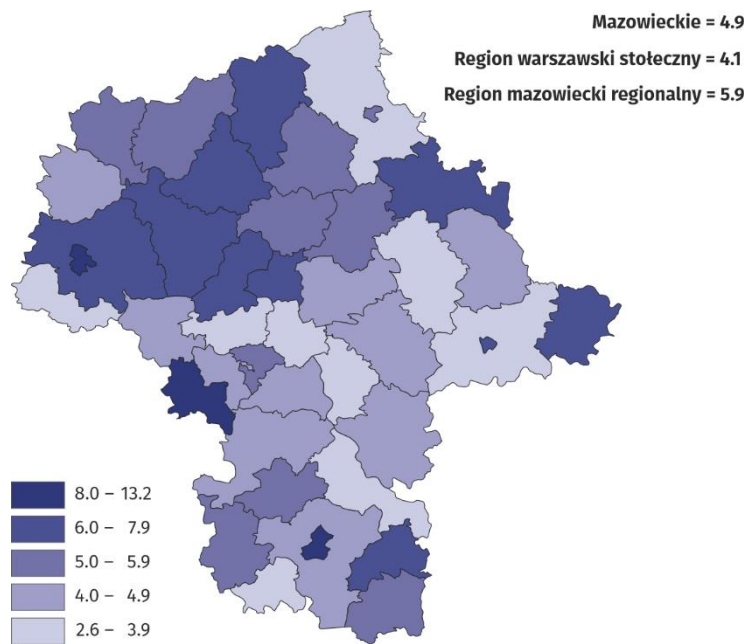 Mazowieckie = 4.9
Region warszawski stołeczny = 4.1
Region mazowiecki regionalny = 5.9
8.0 – 13.2
6.0 – 7.9
5.0 – 5.9
4.0 – 4.9
2.6 – 3.9